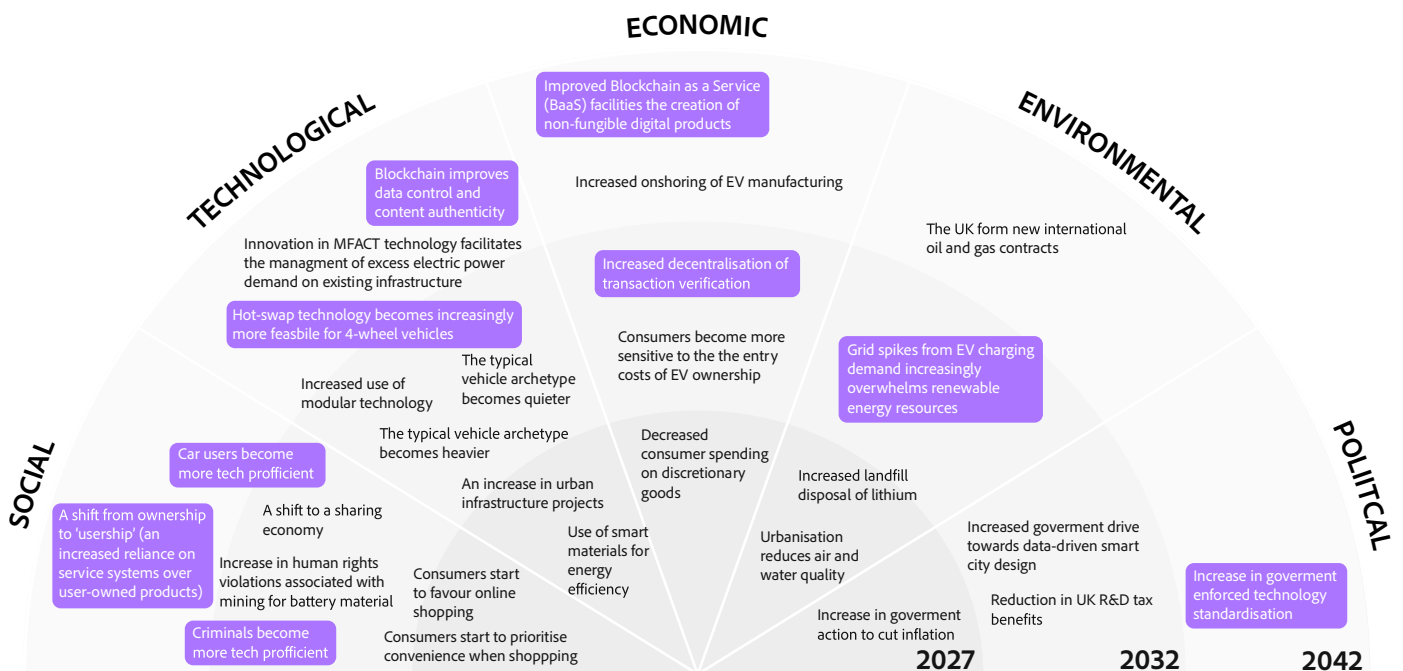 ECONOMIC
TECHNOLOGICAL
ENVIRONMENTAL
SOCIAL
POLIITCAL
Improved Blockchain as a Service
(BaaS) facilities the creation of
non-fungible digital products
Increased onshoring of EV manufacturing
Increased decentralisation of
transaction verification
Consumers become more
sensitive to the the entry
costs of EV ownership
Decreased
consumer spending
on discretionary
goods
Blockchain improves
data control and
content authenticity
Innovation in MFACT technology facilitates
the managment of excess electric power
demand on existing infrastructure
Hot-swap technology becomes increasingly
more feasbile for 4-wheel vehicles
The typical
vehicle archetype
becomes quieter
Increased use of
modular technology
The typical vehicle archetype
becomes heavier
An increase in urban
infrastructure projects
Use of smart
materials for
energy
efficiency
Car users become
more tech profficient
A shift from ownership
to 'usership' (an
increased reliance on
service systems over
user-owned products)
A shift to a sharing
economy
Increase in human rights
violations associated with
mining for battery material
Criminals become
more tech profficient
Consumers start
to favour online
shopping
Consumers start to prioritise
convenience when shoppping
The UK form new international
oil and gas contracts
Grid spikes from EV charging
demand increasingly
overwhelms renewable
energy resources
Increased landfill
disposal of lithium
Urbanisation
reduces air and
water quality
Increased goverment drive
towards data-driven smart
city design
Reduction in UK R&D tax
benefits
Increase in goverment
enforced technology
standardisation
Increase in goverment
action to cut inflation
2027
2032
2042